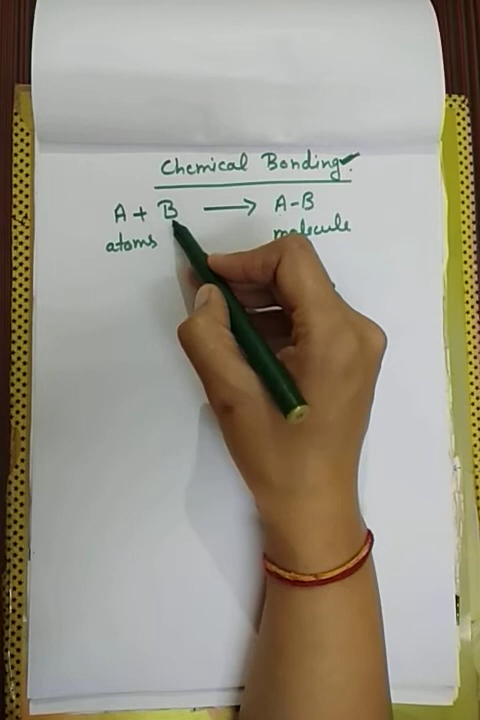 Chemical Bonding
A + B ⟶ A-B
atoms molecule